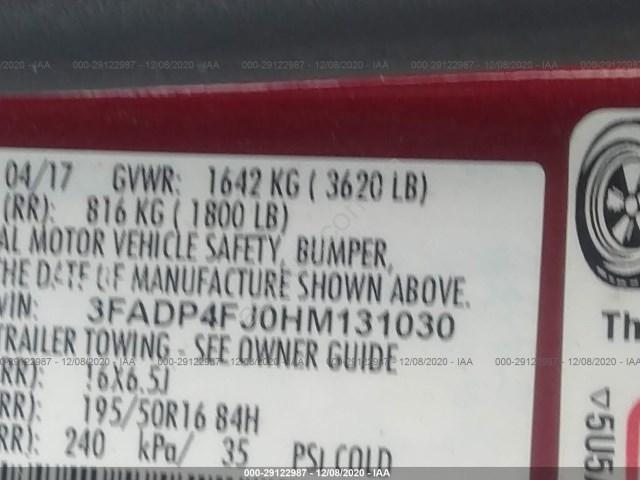 000-29122987 - 12/08/2020 - IAA
04/17 GVWR: 1642 KG ( 3620 LB)
(RR): 816 KG ( 1800 LB)
AL MOTOR VEHICLE SAFETY, BUMPER,
THE DATE OF MANUFACTURE SHOWN ABOVE.
VIN: 3FADP4FJ0HM131030
TRAILER TOWING - SEE OWNER GUIDE
RR): 16X6.5J
RR): 195/50R16 84H
RR): 240 kPa/ 35 PSI COLD
Th
▽5U5
000-29122987 - 12/08/2020 - IAA